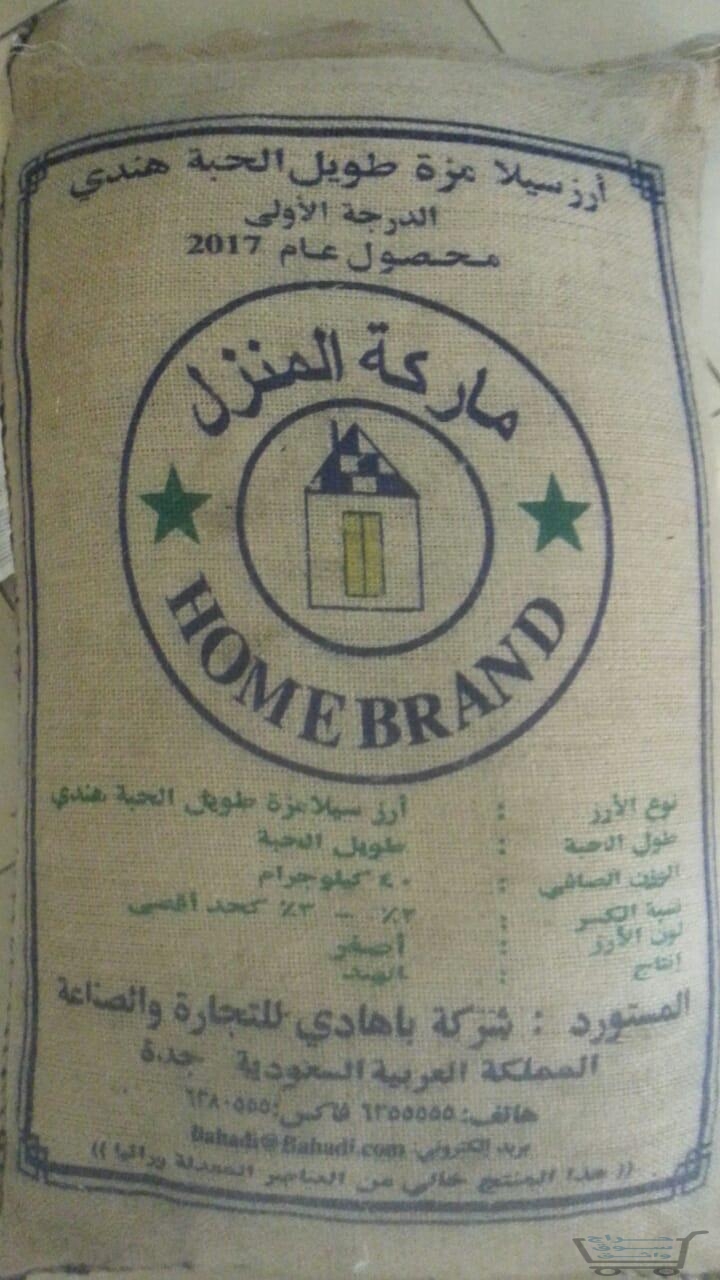 أرز سيلا مزة طويل الحبة هندي
الدرجة الأولى
محصول عام 2017
ماركة المنزل
HOME BRAND
نوع الأرز : أرز سيلا مزة طويل الحبة هندي
طول الحبة : طويل الحبة
الوزن الصافي : ٤٠ كيلوجرام
نسبة الكسر : ٢٪ - ٣٪ كحد أقصى
لون الأرز : أصفر
إنتاج : الهند
المستورد : شركة باهادي للتجارة والصناعة
المملكة العربية السعودية جدة
هاتف: ٦٣٥٥٥٥٥ فاكس: ٦٣٨٠٥٥٥
بريد إلكتروني: Bahadi@Bahadi.com
(( هذا المنتج خالي من العناصر المعدلة وراثيا ))
حراج
سوق
واتق